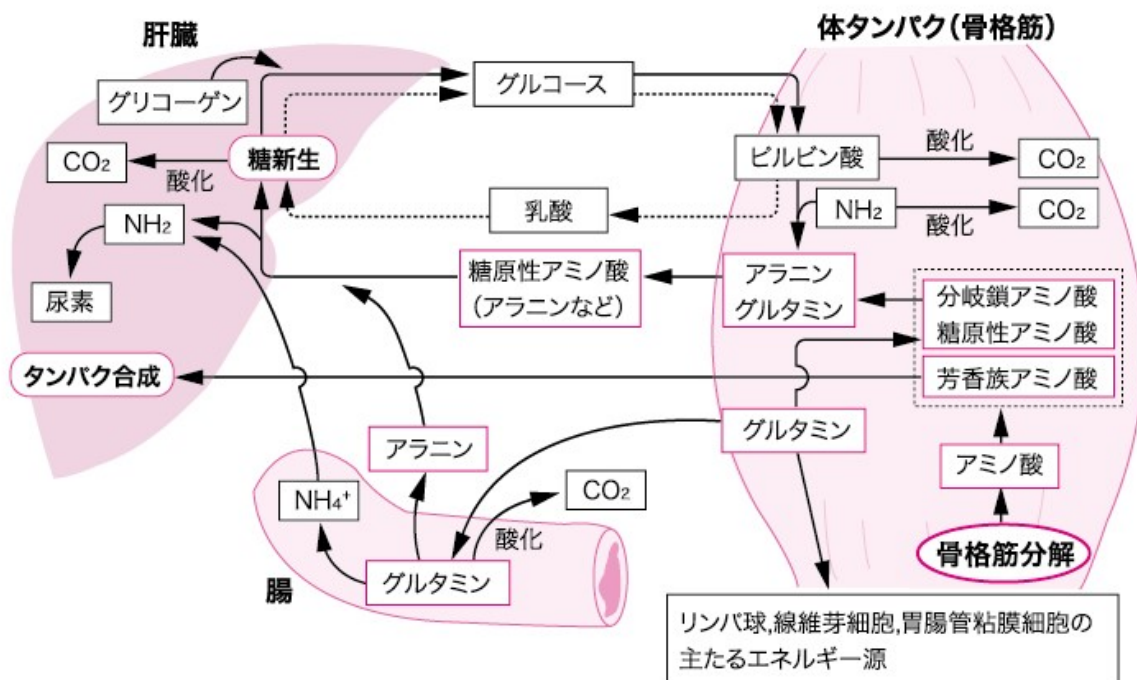 肝臓
体タンパク(骨格筋)
グリコーゲン
グルコース
CO₂
酸化
糖新生
ピルビン酸
酸化
CO₂
NH₂
乳酸
NH₂
酸化
CO₂
尿素
糖原性アミノ酸
(アラニンなど)
アラニン
グルタミン
分岐鎖アミノ酸
糖原性アミノ酸
芳香族アミノ酸
タンパク合成
アラニン
グルタミン
アミノ酸
NH₄⁺
CO₂
酸化
グルタミン
腸
骨格筋分解
リンパ球,線維芽細胞,胃腸管粘膜細胞の
主たるエネルギー源